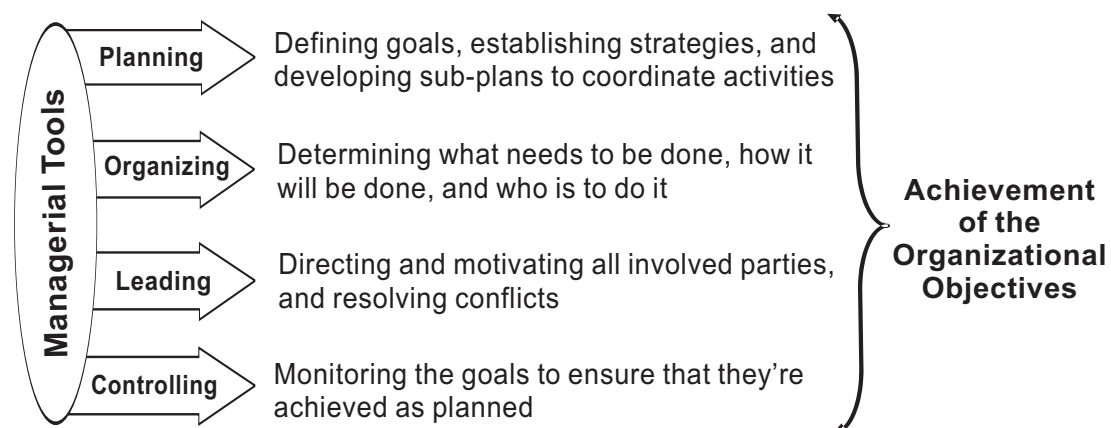 Managerial Tools
Planning
Defining goals, establishing strategies, and
developing sub-plans to coordinate activities
Organizing
Determining what needs to be done, how it
will be done, and who is to do it
Leading
Directing and motivating all involved parties,
and resolving conflicts
Controlling
Monitoring the goals to ensure that they’re
achieved as planned
Achievement
of the
Organizational
Objectives